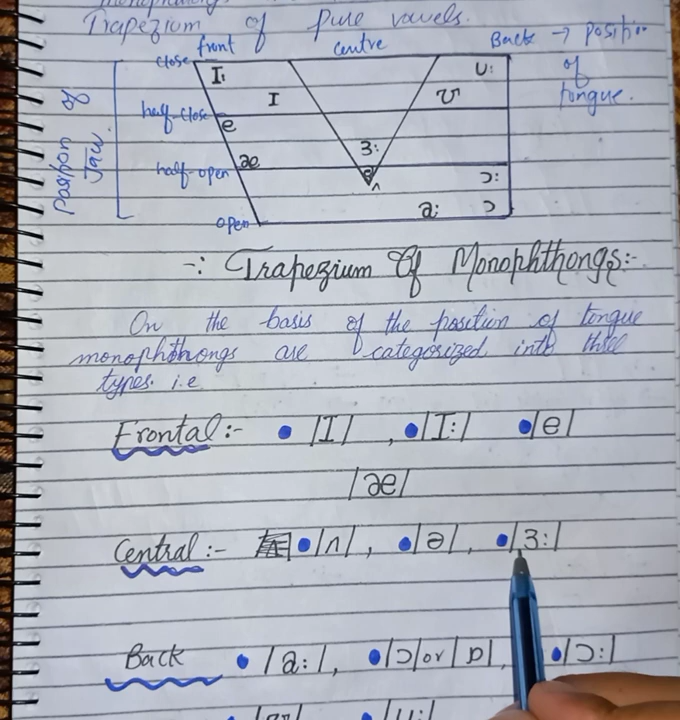 Trapezium of pure vowels.
front centre Back → position of tongue.
close I: U:
I ʊ
half-close
e
3:
half-open æ ə ɔ:
ʌ
a: ɔ
open
Position of Jaw
-: Trapezium Of Monophthongs:-
On the basis of the position of tongue
monophthongs are categorized into three
types. i.e
Frontal:- • /I/ , • /I:/ • /e/
/æ/
Central:- • /ʌ/, • /ə/, • /3:/
Back • /a:/, • /ɔ/ or /ɒ/, • /ɔ:/